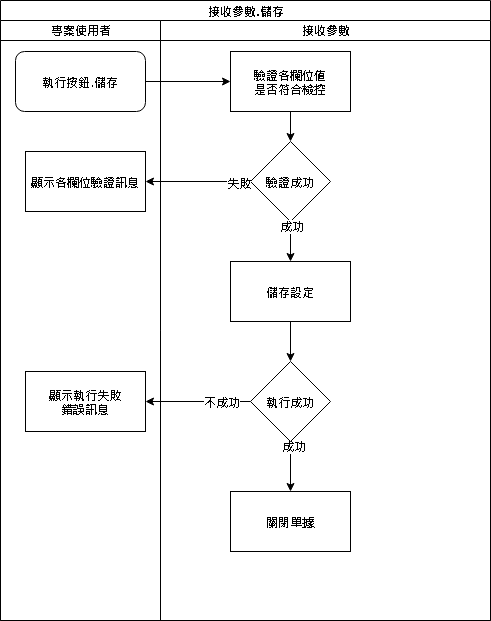 接收參數.儲存
專案使用者
接收參數
執行按鈕.儲存
驗證各欄位值
是否符合檢控
顯示各欄位驗證訊息
失敗
驗證成功
成功
儲存設定
顯示執行失敗
錯誤訊息
不成功
執行成功
成功
關閉單據